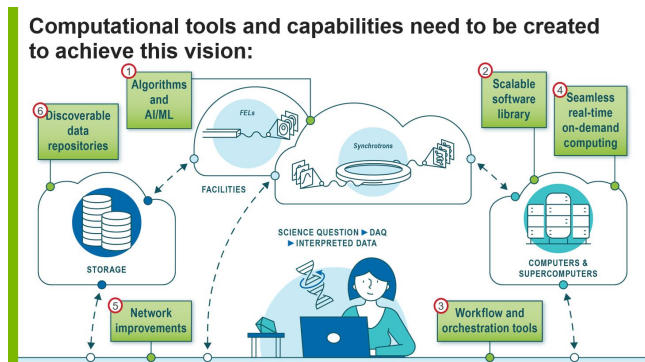 Computational tools and capabilities need to be created
to achieve this vision:
1
Algorithms
and
AI/ML
2
Scalable
software
library
4
Seamless
real-time
on-demand
computing
6
Discoverable
data
repositories
FELs
Synchrotrons
FACILITIES
STORAGE
SCIENCE QUESTION ▶ DAQ
▶ INTERPRETED DATA
COMPUTERS &
SUPERCOMPUTERS
5
Network
improvements
3
Workflow and
orchestration tools